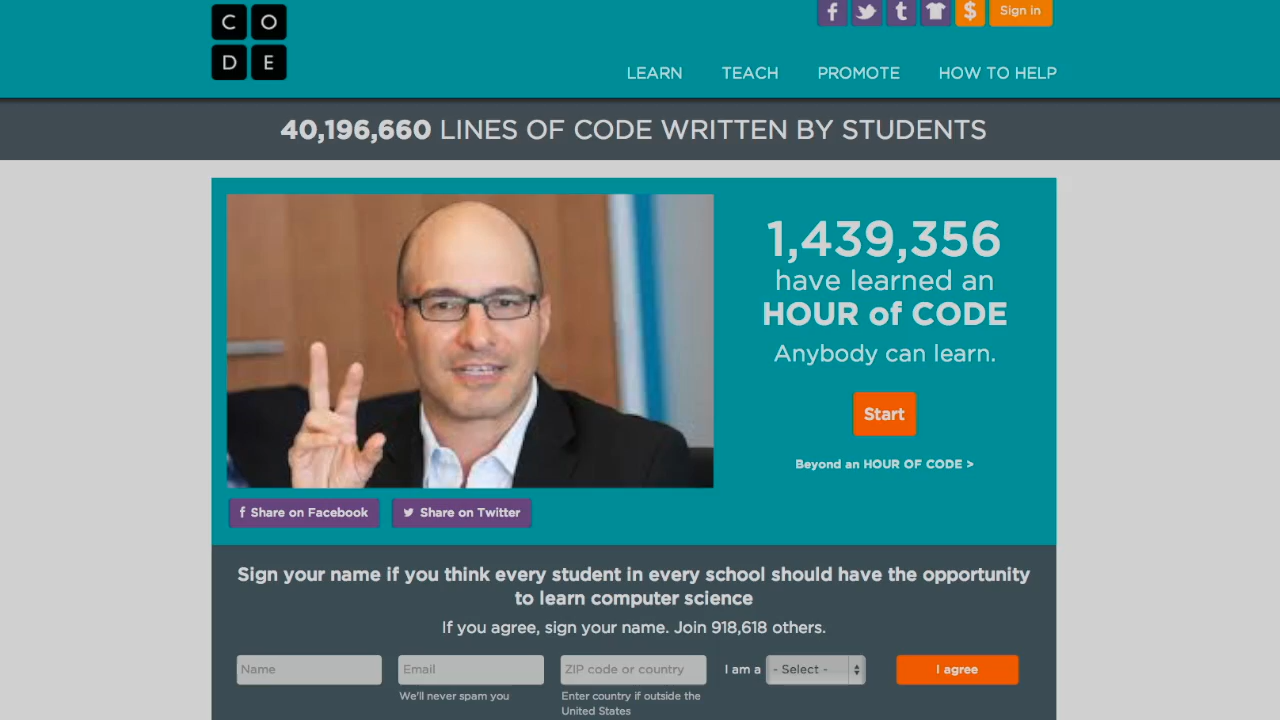 C O
D E
f t $ Sign in
LEARN TEACH PROMOTE HOW TO HELP
40,196,660 LINES OF CODE WRITTEN BY STUDENTS
1,439,356
have learned an
HOUR of CODE
Anybody can learn.
Start
Beyond an HOUR OF CODE >
f Share on Facebook Share on Twitter
Sign your name if you think every student in every school should have the opportunity
to learn computer science
If you agree, sign your name. Join 918,618 others.
Name Email ZIP code or country I am a - Select - I agree
We'll never spam you Enter country if outside the
United States